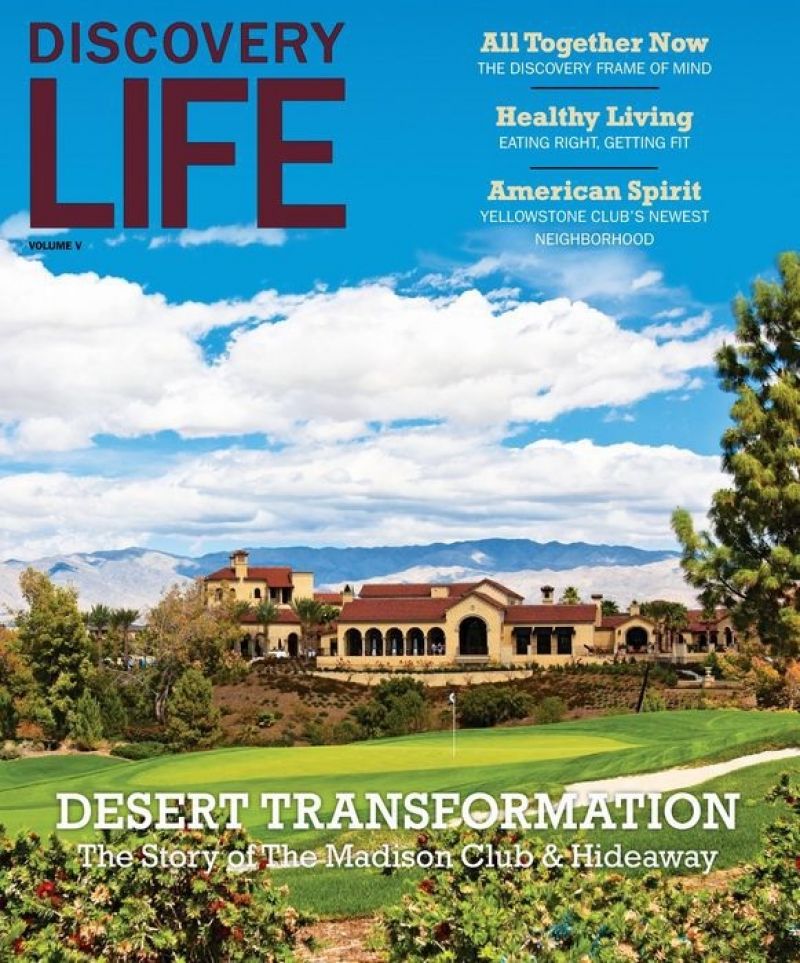 DISCOVERY
LIFE
VOLUME V
All Together Now
THE DISCOVERY FRAME OF MIND
Healthy Living
EATING RIGHT, GETTING FIT
American Spirit
YELLOWSTONE CLUB'S NEWEST
NEIGHBORHOOD
DESERT TRANSFORMATION
The Story of The Madison Club & Hideaway